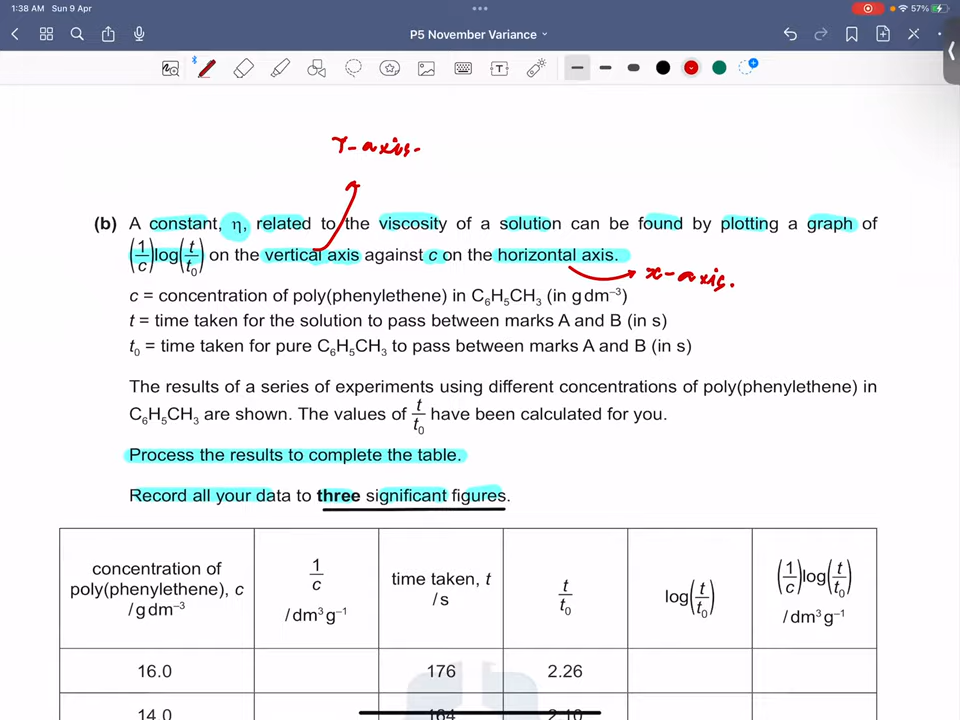 1:38 AM Sun 9 Apr
57%
P5 November Variance
Y-axis.
(b) A constant, η, related to the viscosity of a solution can be found by plotting a graph of
(1/c)log(t/t₀) on the vertical axis against c on the horizontal axis.
x-axis.
c = concentration of poly(phenylethene) in C₆H₅CH₃ (in g dm⁻³)
t = time taken for the solution to pass between marks A and B (in s)
t₀ = time taken for pure C₆H₅CH₃ to pass between marks A and B (in s)
The results of a series of experiments using different concentrations of poly(phenylethene) in
C₆H₅CH₃ are shown. The values of t/t₀ have been calculated for you.
Process the results to complete the table.
Record all your data to three significant figures.
concentration of poly(phenylethene), c /g dm⁻³
1/c /dm³ g⁻¹
time taken, t /s
t/t₀
log(t/t₀)
(1/c)log(t/t₀) /dm³ g⁻¹
16.0 176 2.26
14.0 164 2.10